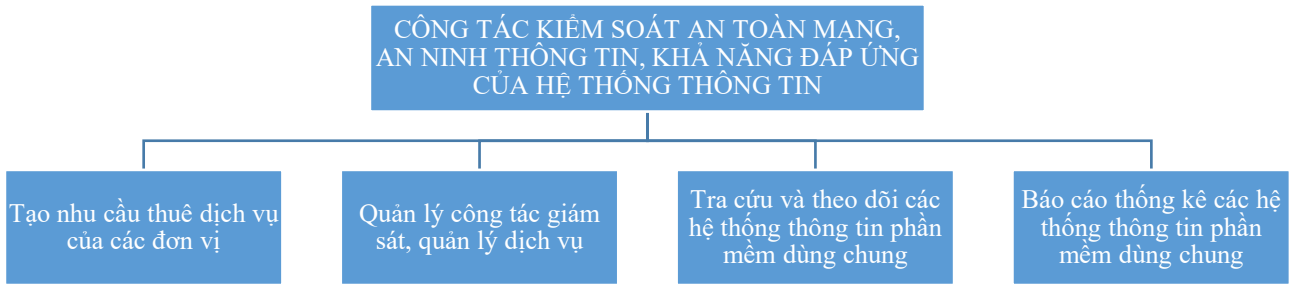 CÔNG TÁC KIỂM SOÁT AN TOÀN MẠNG,
AN NINH THÔNG TIN, KHẢ NĂNG ĐÁP ỨNG
CỦA HỆ THỐNG THÔNG TIN
Tạo nhu cầu thuê dịch vụ
của các đơn vị
Quản lý công tác giám
sát, quản lý dịch vụ
Tra cứu và theo dõi các
hệ thống thông tin phần
mềm dùng chung
Báo cáo thống kê các hệ
thống thông tin phần
mềm dùng chung